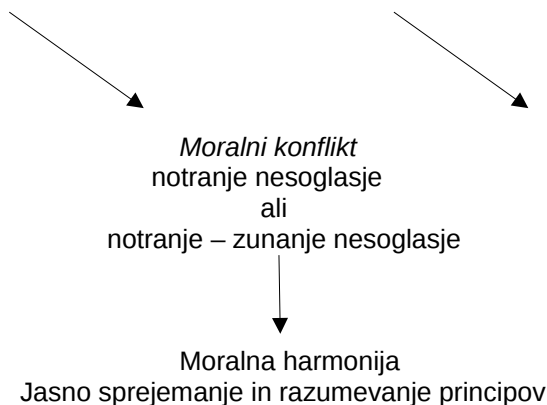 Moralni konflikt
notranje nesoglasje
ali
notranje – zunanje nesoglasje
Moralna harmonija
Jasno sprejemanje in razumevanje principov